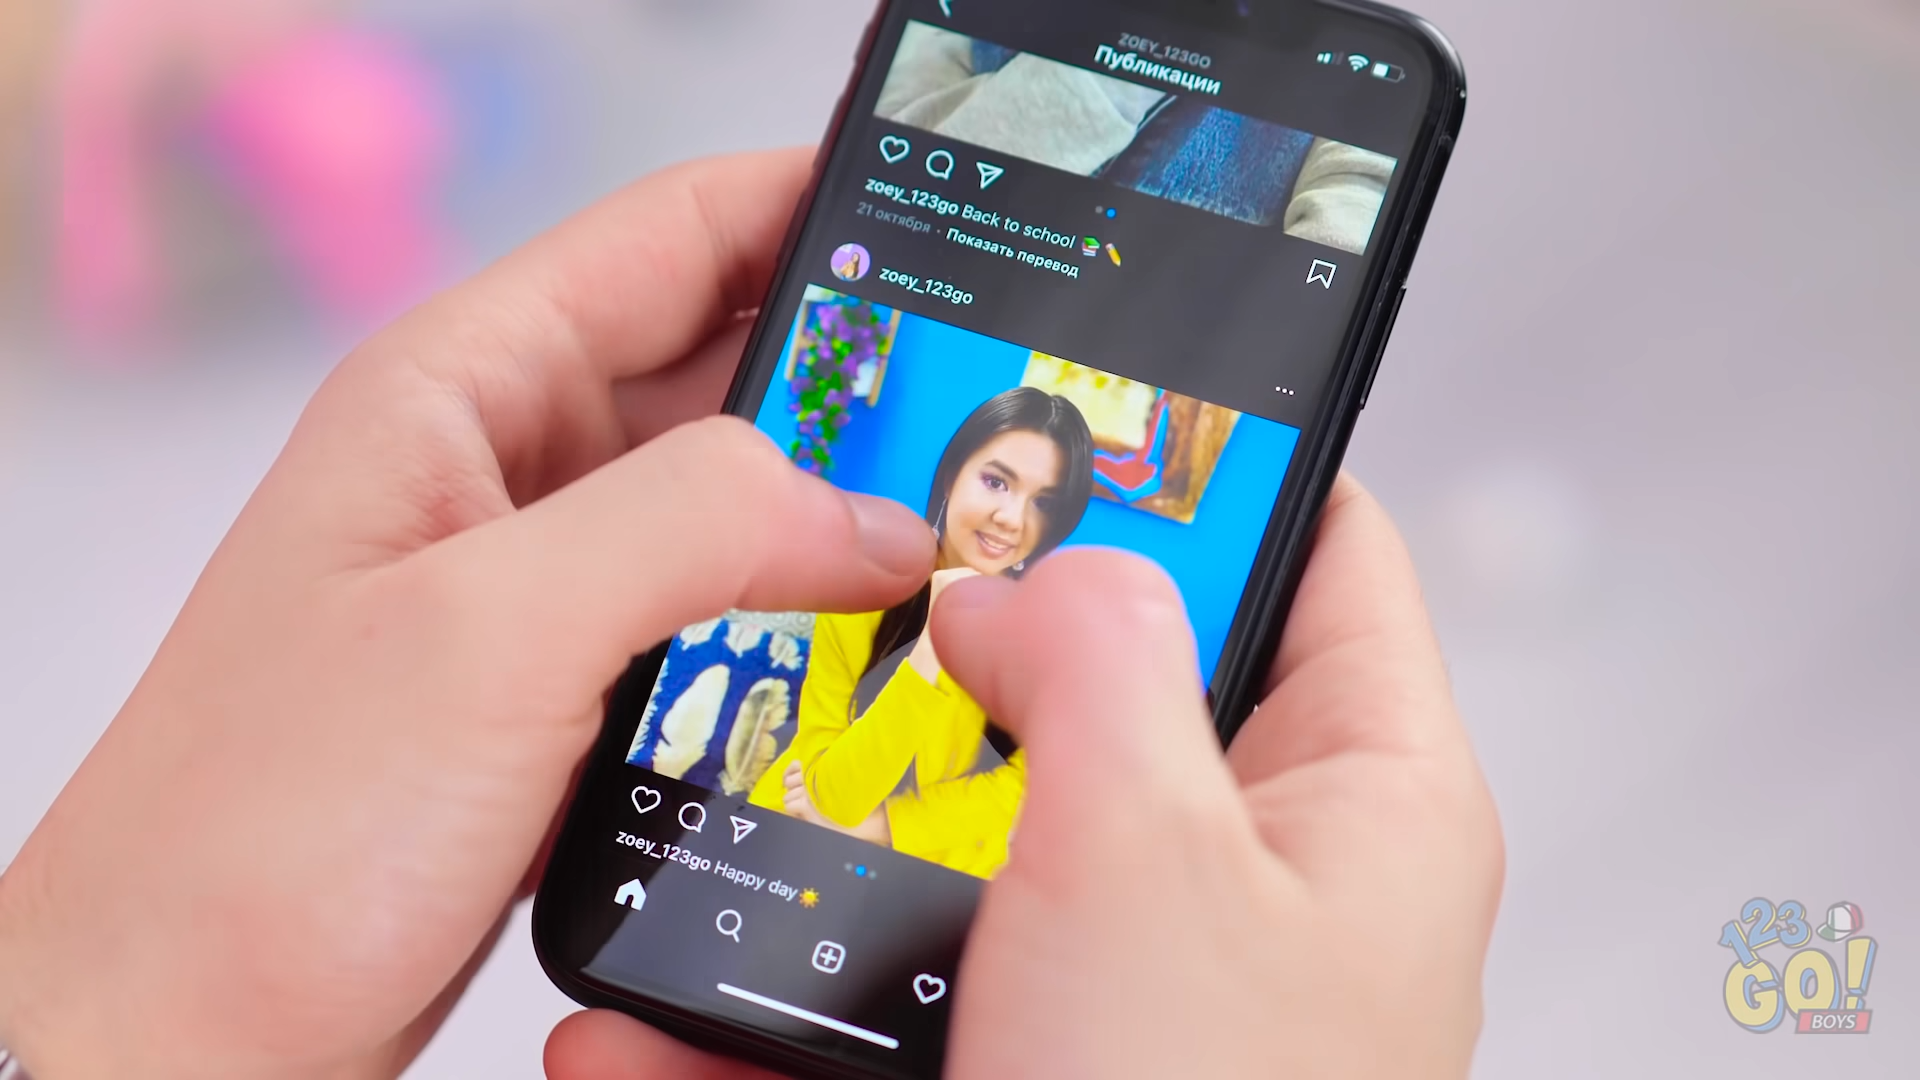 ZOEY_123GO
Публикации
zoey_123go Back to school
21 октября · Показать перевод
zoey_123go
zoey_123go Happy day
123
GO!
BOYS